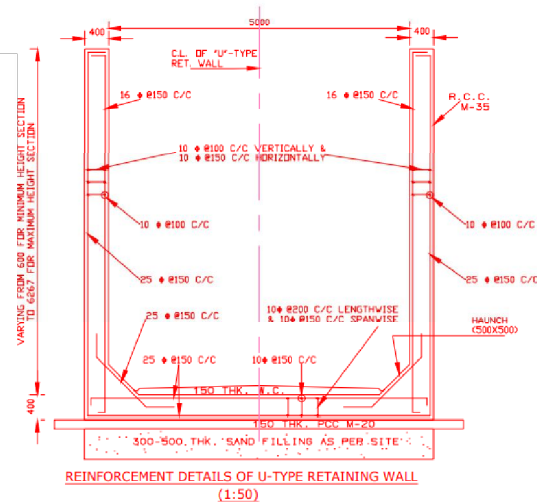 5000
400
400
C.L. OF "U"-TYPE
RET. WALL
16 Φ @150 C/C
16 Φ @150 C/C
R.C.C.
M-35
10 Φ @100 C/C VERTICALLY &
10 Φ @150 C/C HORIZONTALLY
VARYING FROM 600 FOR MINIMUM HEIGHT SECTION
TO 6267 FOR MAXIMUM HEIGHT SECTION
10 Φ @100 C/C
10 Φ @100 C/C
25 Φ @150 C/C
25 Φ @150 C/C
25 Φ @150 C/C
10Φ @200 C/C LENGTHWISE
& 10Φ @150 C/C SPANWISE
HAUNCH
(500X500)
25 Φ @150 C/C
10Φ @150 C/C
150 THK. W.C.
400
150 THK. PCC M-20
300-500, THK. SAND FILLING AS PER SITE
REINFORCEMENT DETAILS OF U-TYPE RETAINING WALL
(1:50)